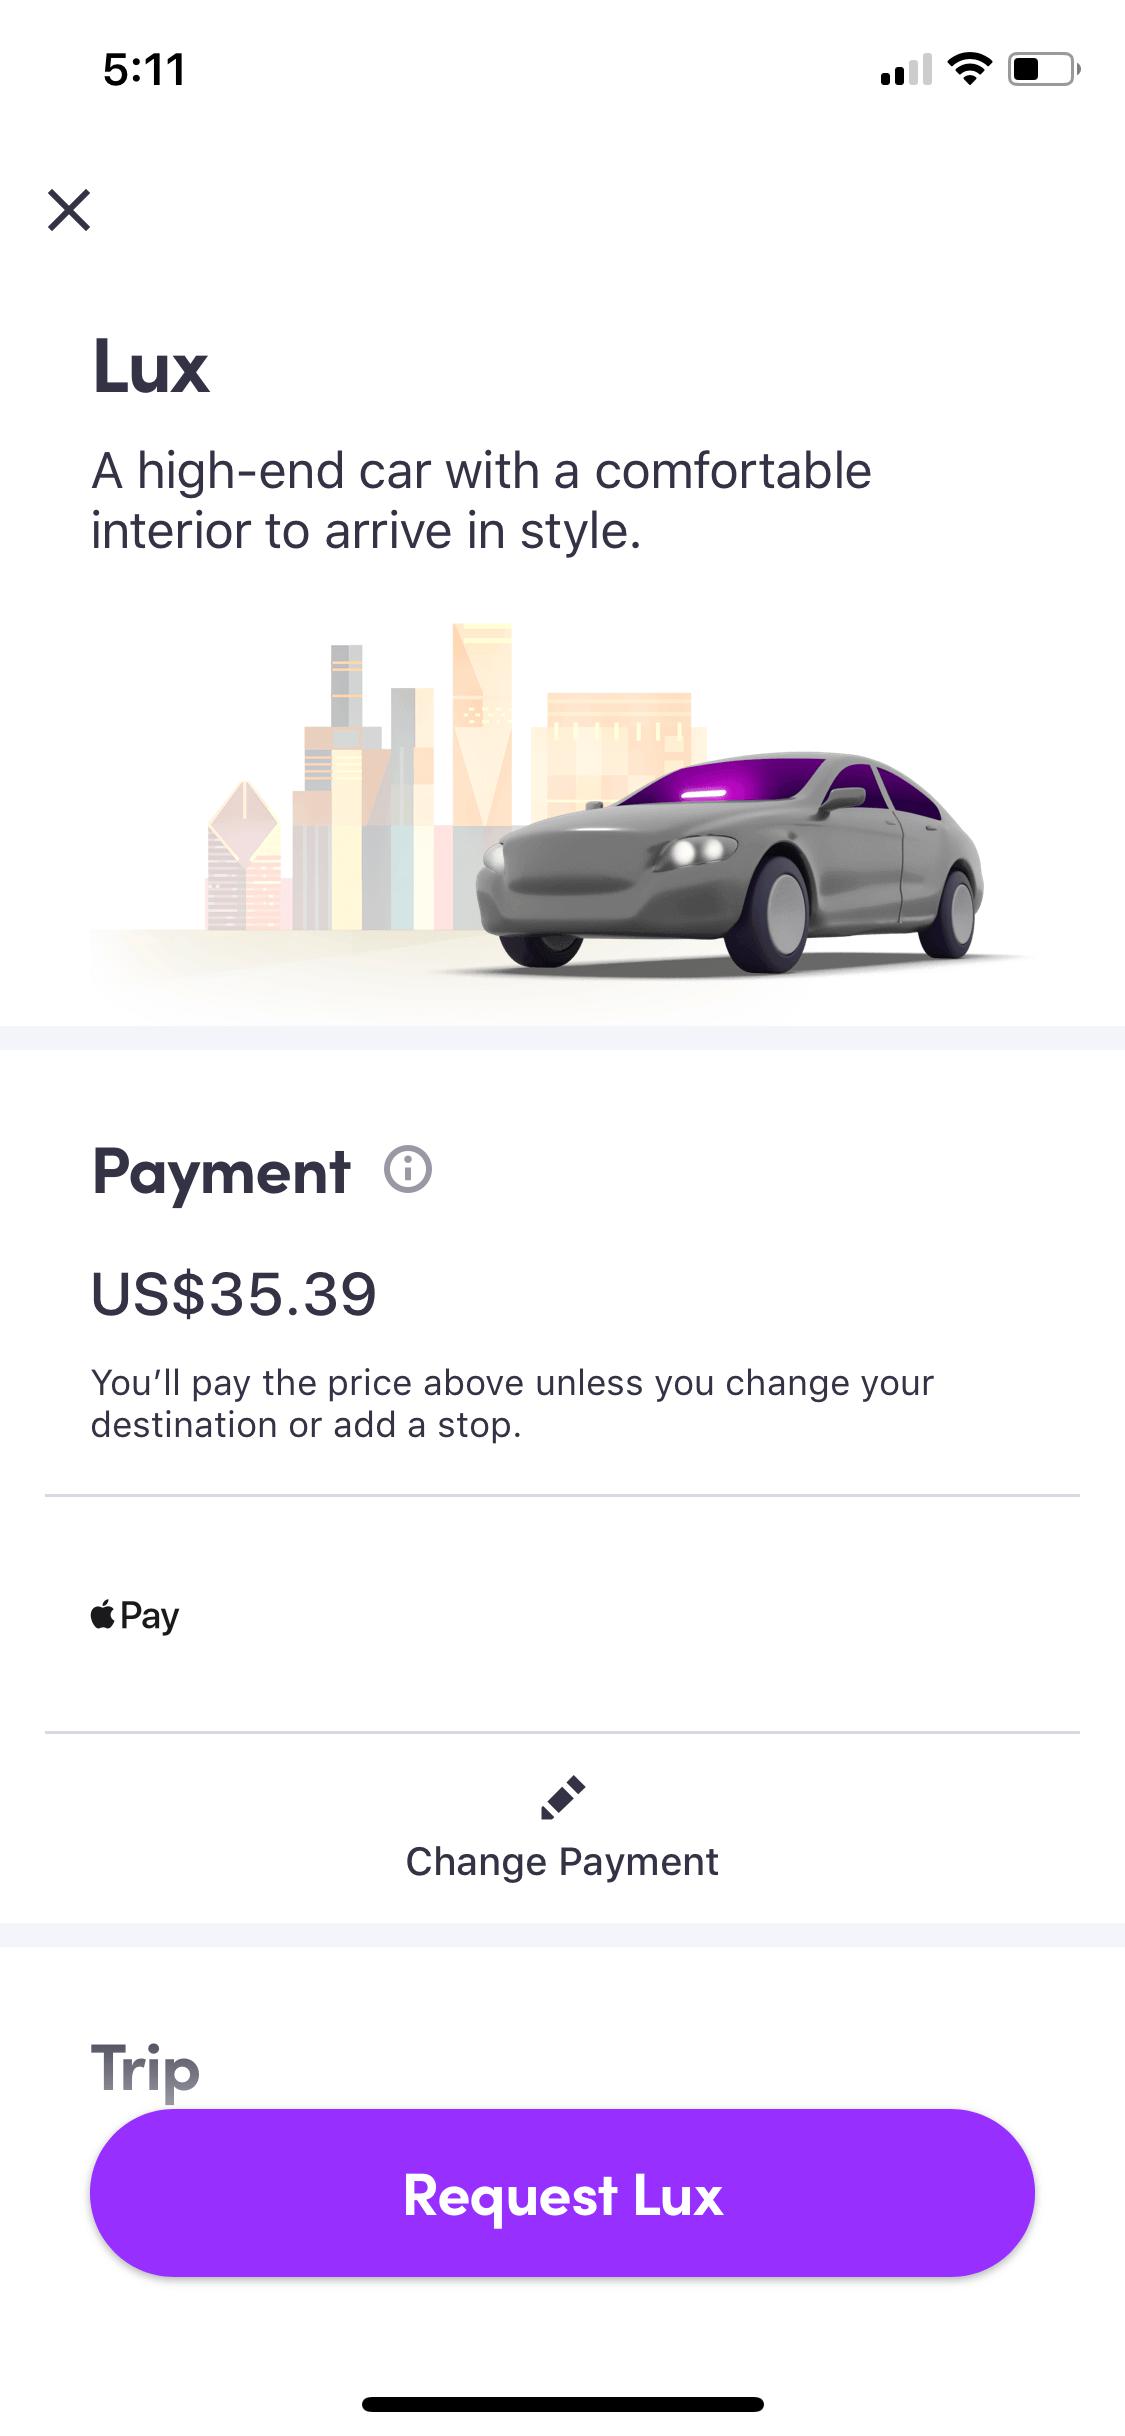 5:11
Lux
A high-end car with a comfortable
interior to arrive in style.
Payment
US$35.39
You’ll pay the price above unless you change your
destination or add a stop.
Pay
Change Payment
Trip
Request Lux